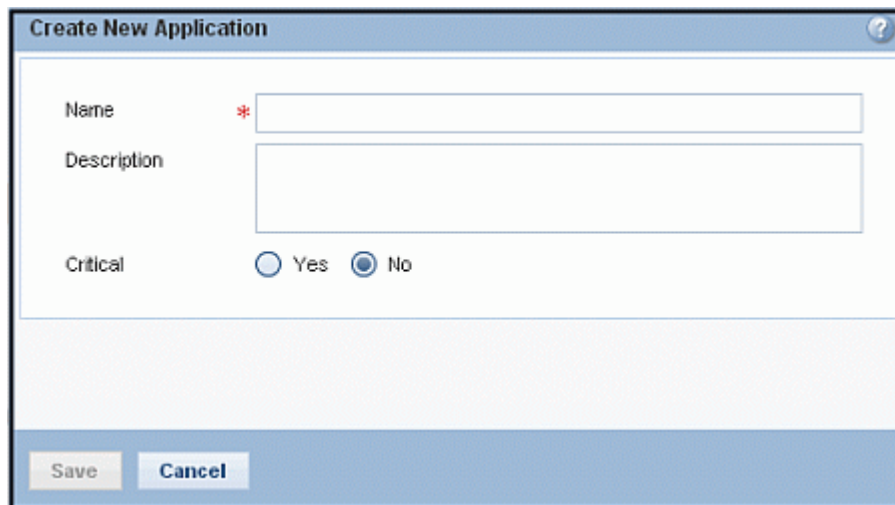 Create New Application ?
Name *
Description
Critical Yes No
Save Cancel